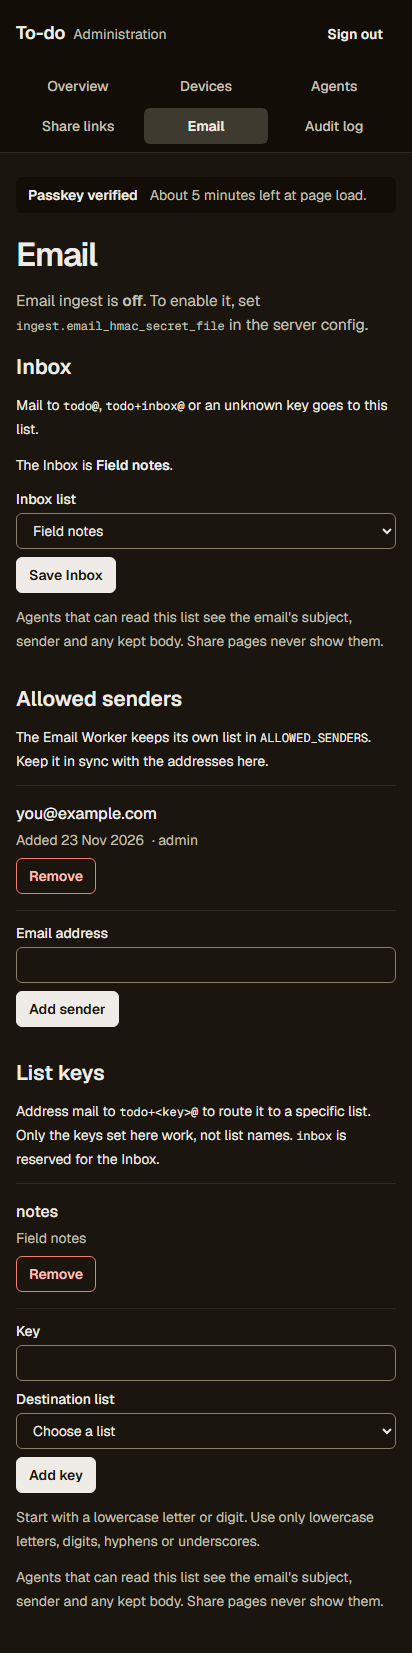 To-do Administration
Sign out
Overview
Devices
Agents
Share links
Email
Audit log
Passkey verified About 5 minutes left at page load.
Email
Email ingest is off. To enable it, set
ingest.email_hmac_secret_file in the server config.
Inbox
Mail to todo@, todo+inbox@ or an unknown key goes to this
list.
The Inbox is Field notes.
Inbox list
Field notes
Save Inbox
Agents that can read this list see the email's subject,
sender and any kept body. Share pages never show them.
Allowed senders
The Email Worker keeps its own list in ALLOWED_SENDERS.
Keep it in sync with the addresses here.
you@example.com
Added 23 Nov 2026 · admin
Remove
Email address
Add sender
List keys
Address mail to todo+<key>@ to route it to a specific list.
Only the keys set here work, not list names. inbox is
reserved for the Inbox.
notes
Field notes
Remove
Key
Destination list
Choose a list
Add key
Start with a lowercase letter or digit. Use only lowercase
letters, digits, hyphens or underscores.
Agents that can read this list see the email's subject,
sender and any kept body. Share pages never show them.